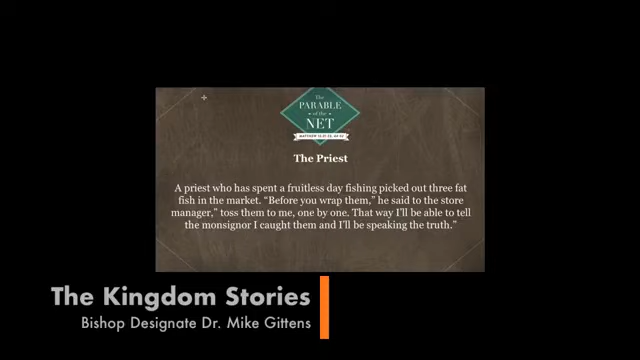 The
PARABLE
of the
NET
The Priest
A priest who has spent a fruitless day fishing picked out three fat
fish in the market. “Before you wrap them,” he said to the store
manager,” toss them to me, one by one. That way I’ll be able to tell
the monsignor I caught them and I’ll be speaking the truth.”
The Kingdom Stories
Bishop Designate Dr. Mike Gittens